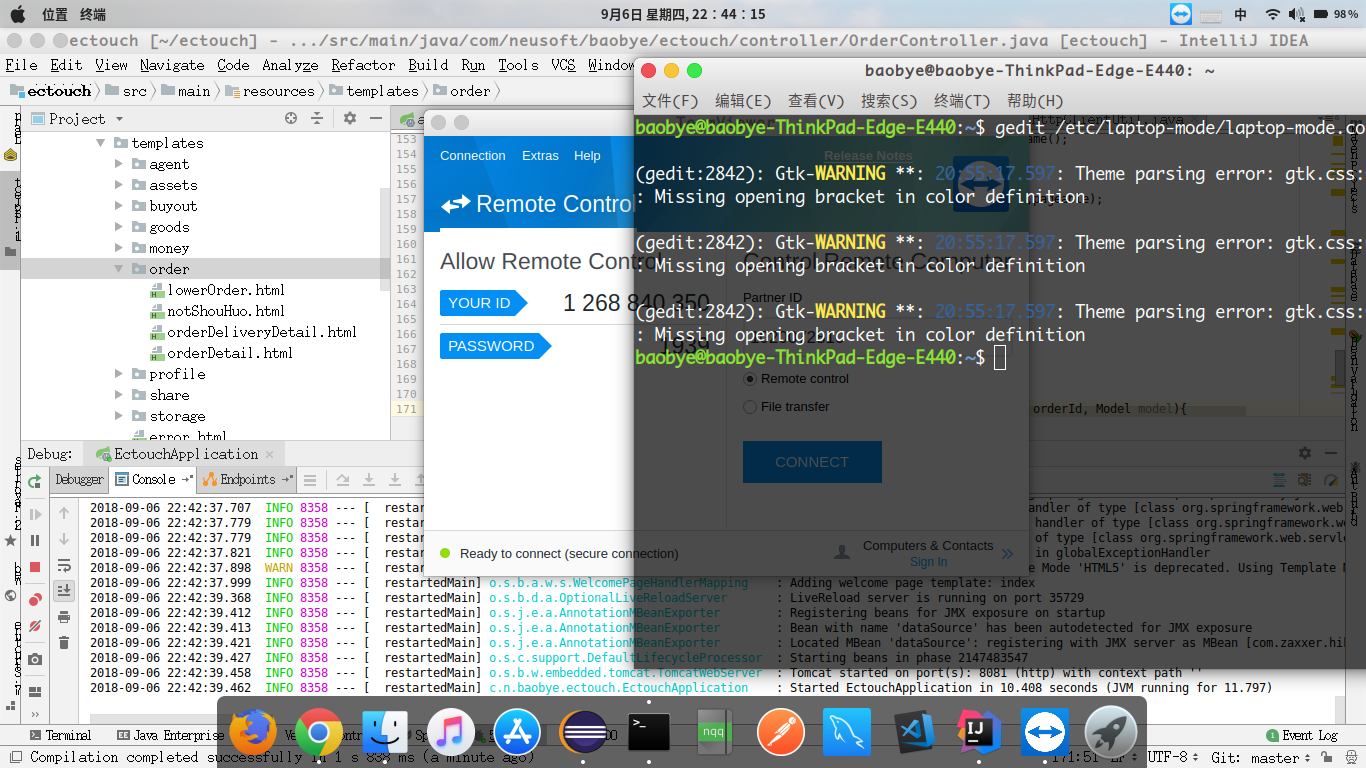 位置 终端
9月6日 星期四, 22：44：15
中
98%
ectouch [~/ectouch] - .../src/main/java/com/neusoft/baobye/ectouch/controller/OrderController.java [ectouch] - IntelliJ IDEA
File Edit View Navigate Code Analyze Refactor Build Run Tools VCS Window
ectouch src main resources templates order
Project
templates
agent
assets
buyout
goods
money
order
lowerOrder.html
notShouHuo.html
orderDeliveryDetail.html
orderDetail.html
profile
share
storage
error.html
153
154
155
156
157
158
159
160
161
162
163
164
165
166
167
168
169
170
171
Connection Extras Help
Release Notes
Remote Control
Allow Remote Control
YOUR ID 1 268 840 350
PASSWORD 1939
Control Remote Computer
Partner ID
Remote control
File transfer
CONNECT
Ready to connect (secure connection)
Computers & Contacts
Sign In
baobye@baobye-ThinkPad-Edge-E440: ~
文件(F) 编辑(E) 查看(V) 搜索(S) 终端(T) 帮助(H)
baobye@baobye-ThinkPad-Edge-E440:~$ gedit /etc/laptop-mode/laptop-mode.co
(gedit:2842): Gtk-WARNING **: 20:55:17.597: Theme parsing error: gtk.css:
: Missing opening bracket in color definition
(gedit:2842): Gtk-WARNING **: 20:55:17.597: Theme parsing error: gtk.css:
: Missing opening bracket in color definition
(gedit:2842): Gtk-WARNING **: 20:55:17.597: Theme parsing error: gtk.css:
: Missing opening bracket in color definition
baobye@baobye-ThinkPad-Edge-E440:~$
orderId, Model model){
Debug: EctouchApplication
Debugger Console Endpoints
2018-09-06 22:42:37.707 INFO 8358 --- [ restar
andler of type [class org.springframework.web
2018-09-06 22:42:37.779 INFO 8358 --- [ restar
handler of type [class org.springframework.web
2018-09-06 22:42:37.779 INFO 8358 --- [ restar
of type [class org.springframework.web.servle
2018-09-06 22:42:37.821 INFO 8358 --- [ restar
in globalExceptionHandler
2018-09-06 22:42:37.898 WARN 8358 --- [ restar
Mode 'HTML5' is deprecated. Using Template M
2018-09-06 22:42:37.999 INFO 8358 --- [ restartedMain] o.s.b.a.w.s.WelcomePageHandlerMapping : Adding welcome page template: index
2018-09-06 22:42:39.368 INFO 8358 --- [ restartedMain] o.s.b.d.a.OptionalLiveReloadServer : LiveReload server is running on port 35729
2018-09-06 22:42:39.412 INFO 8358 --- [ restartedMain] o.s.j.e.a.AnnotationMBeanExporter : Registering beans for JMX exposure on startup
2018-09-06 22:42:39.413 INFO 8358 --- [ restartedMain] o.s.j.e.a.AnnotationMBeanExporter : Bean with name 'dataSource' has been autodetected for JMX exposure
2018-09-06 22:42:39.421 INFO 8358 --- [ restartedMain] o.s.j.e.a.AnnotationMBeanExporter : Located MBean 'dataSource': registering with JMX server as MBean [com.zaxxer.hik
2018-09-06 22:42:39.427 INFO 8358 --- [ restartedMain] o.s.c.support.DefaultLifecycleProcessor : Starting beans in phase 2147483547
2018-09-06 22:42:39.457 INFO 8358 --- [ restartedMain] o.s.b.w.embedded.tomcat.TomcatWebServer : Tomcat started on port(s): 8081 (http) with context path ''
2018-09-06 22:42:39.462 INFO 8358 --- [ restartedMain] c.n.baobye.ectouch.EctouchApplication : Started EctouchApplication in 10.408 seconds (JVM running for 11.797)
Terminal Java Enterprise
1 Event Log
Compilation completed successfully in 1 s 838 ms (a minute ago)
171:51 LF UTF-8 Git: master
nqq
IJ